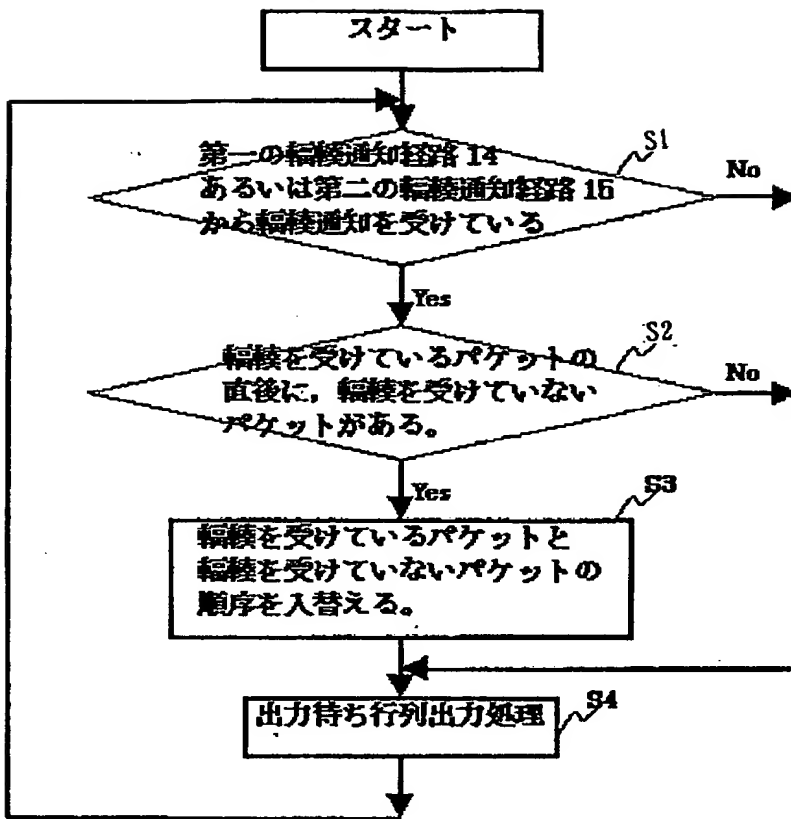 スタート
S1
第一の輻輳通知経路 14
あるいは第二の輻輳通知経路 15
から輻輳通知を受けている
No
Yes
S2
輻輳を受けているパケットの
直後に，輻輳を受けていない
パケットがある。
No
Yes
S3
輻輳を受けているパケットと
輻輳を受けていないパケットの
順序を入替える。
出力待ち行列出力処理
S4